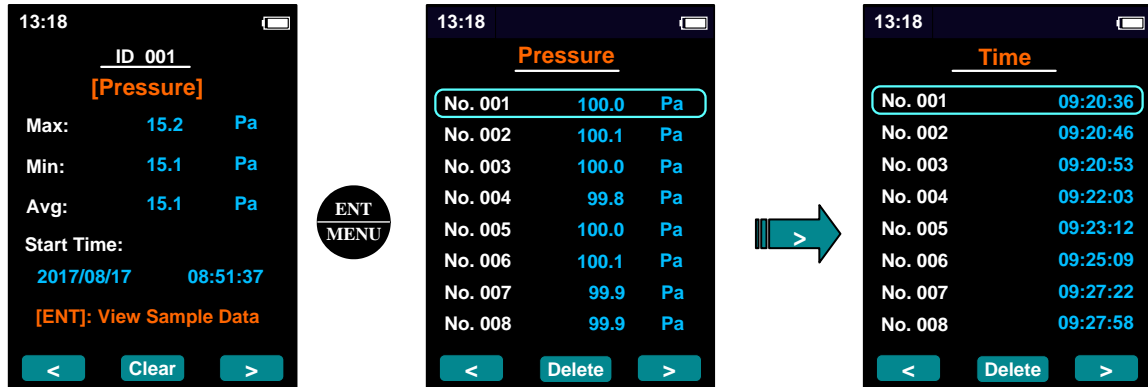 13:18
ID 001
[Pressure]
Max: 15.2 Pa
Min: 15.1 Pa
Avg: 15.1 Pa
Start Time:
2017/08/17 08:51:37
[ENT]: View Sample Data
< Clear >
ENT
MENU
13:18
Pressure
No. 001 100.0 Pa
No. 002 100.1 Pa
No. 003 100.0 Pa
No. 004 99.8 Pa
No. 005 100.0 Pa
No. 006 100.1 Pa
No. 007 99.9 Pa
No. 008 99.9 Pa
< Delete >
>
13:18
Time
No. 001 09:20:36
No. 002 09:20:46
No. 003 09:20:53
No. 004 09:22:03
No. 005 09:23:12
No. 006 09:25:09
No. 007 09:27:22
No. 008 09:27:58
< Delete >